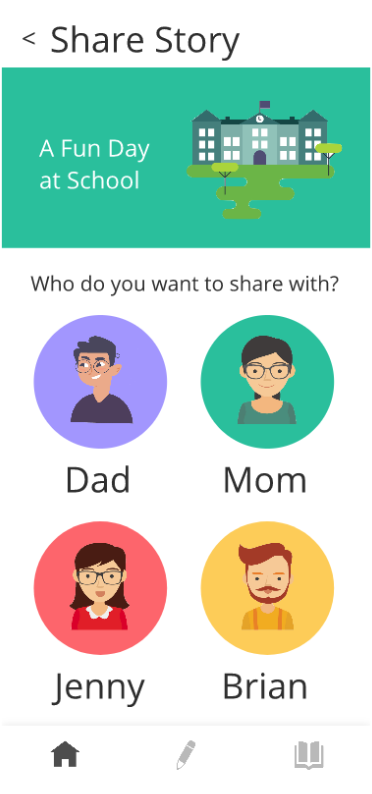 < Share Story
A Fun Day
at School
Who do you want to share with?
Dad
Mom
Jenny
Brian